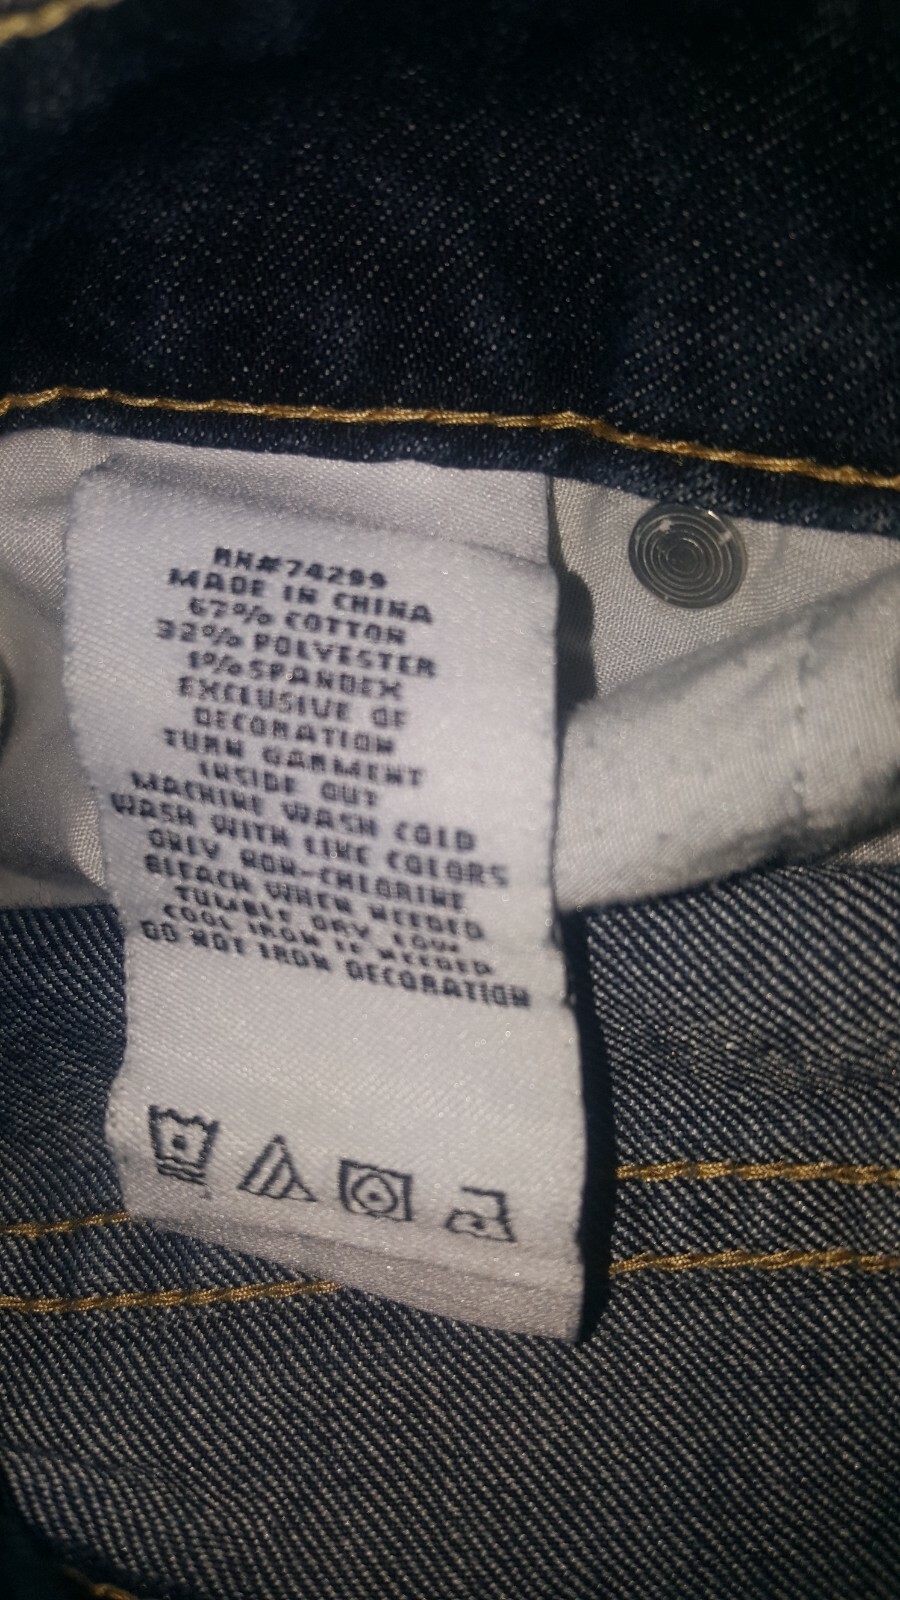 RN#74299
MADE IN CHINA
67% COTTON
32% POLYESTER
1% SPANDEX
EXCLUSIVE OF
DECORATION
TURN GARMENT
INSIDE OUT
MACHINE WASH COLD
WASH WITH LIKE COLORS
ONLY NON-CHLORINE
BLEACH WHEN NEEDED
TUMBLE DRY LOW
COOL IRON IF NEEDED
DO NOT IRON DECORATION